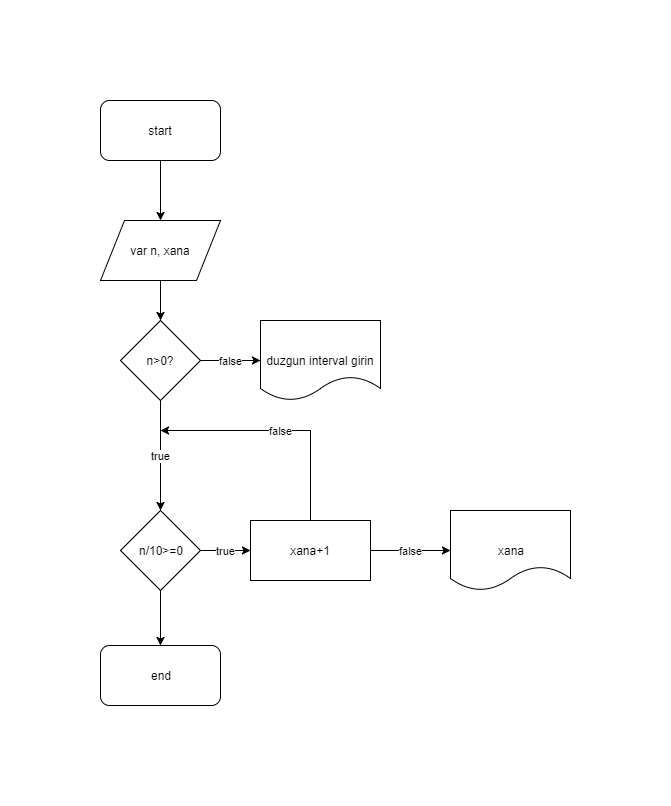 start
var n, xana
n>0?
false
duzgun interval girin
false
true
n/10>=0
true
xana+1
false
xana
end